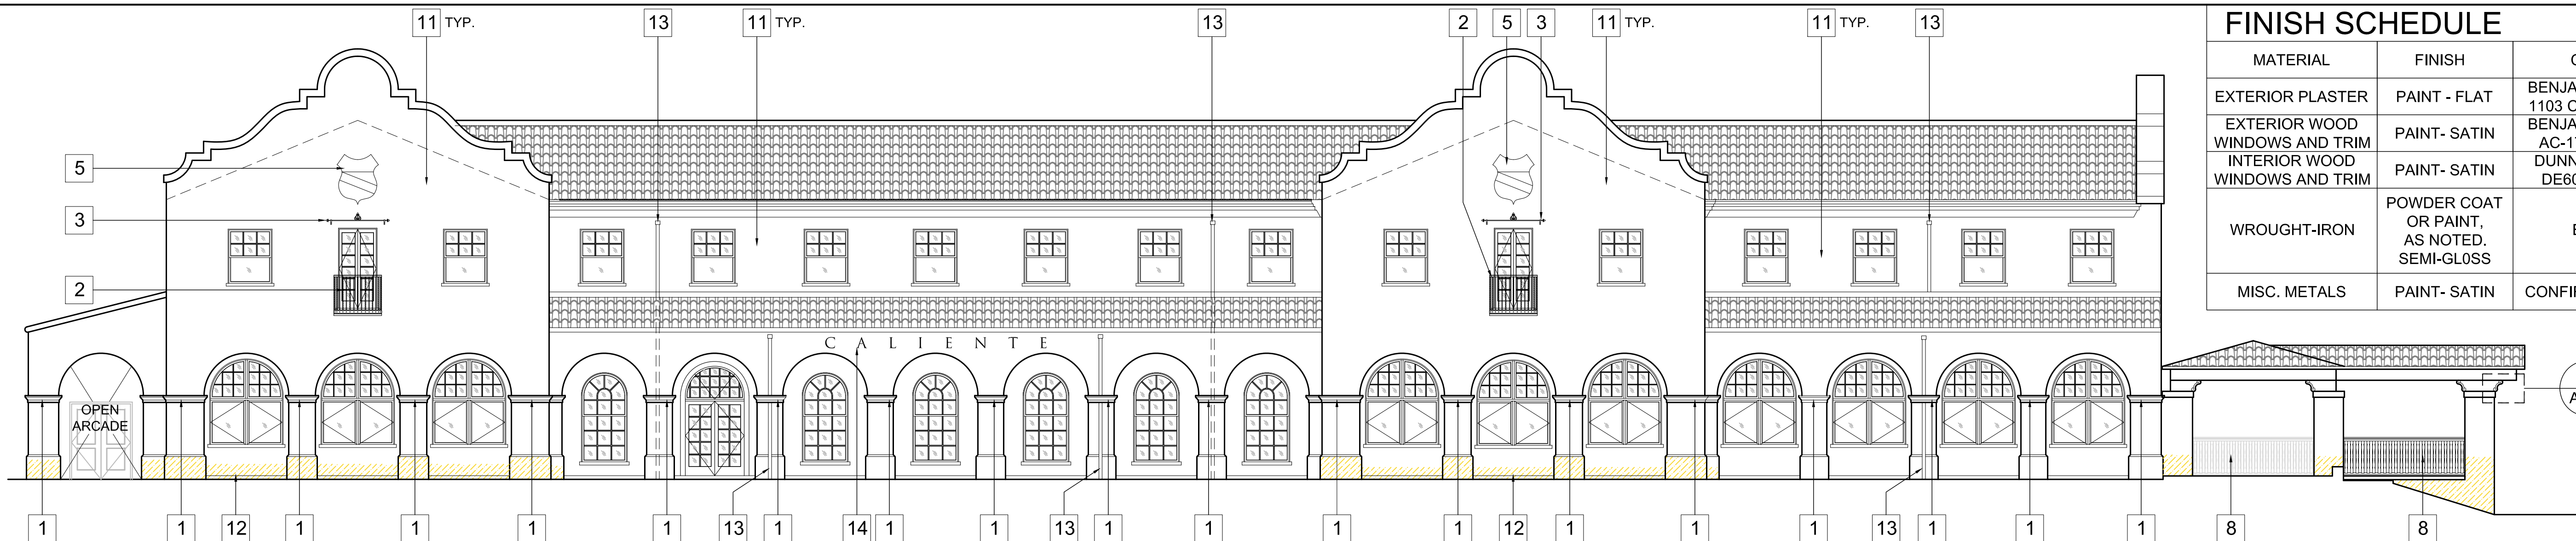 11 TYP.
13
11 TYP.
13
2
5
3
11 TYP.
11 TYP.
13
FINISH SCHEDULE
MATERIAL
FINISH
EXTERIOR PLASTER
PAINT - FLAT
1103
EXTERIOR WOOD
WINDOWS AND TRIM
PAINT- SATIN
INTERIOR WOOD
WINDOWS AND TRIM
PAINT- SATIN
WROUGHT-IRON
POWDER COAT
OR PAINT,
AS NOTED.
SEMI-GL0SS
MISC. METALS
PAINT- SATIN
5
3
2
CALIENTE
OPEN
ARCADE
1
1
12
1
1
1
1
13
1
14
1
1
13
1
1
1
1
12
1
1
1
13
1
1
1
8
8